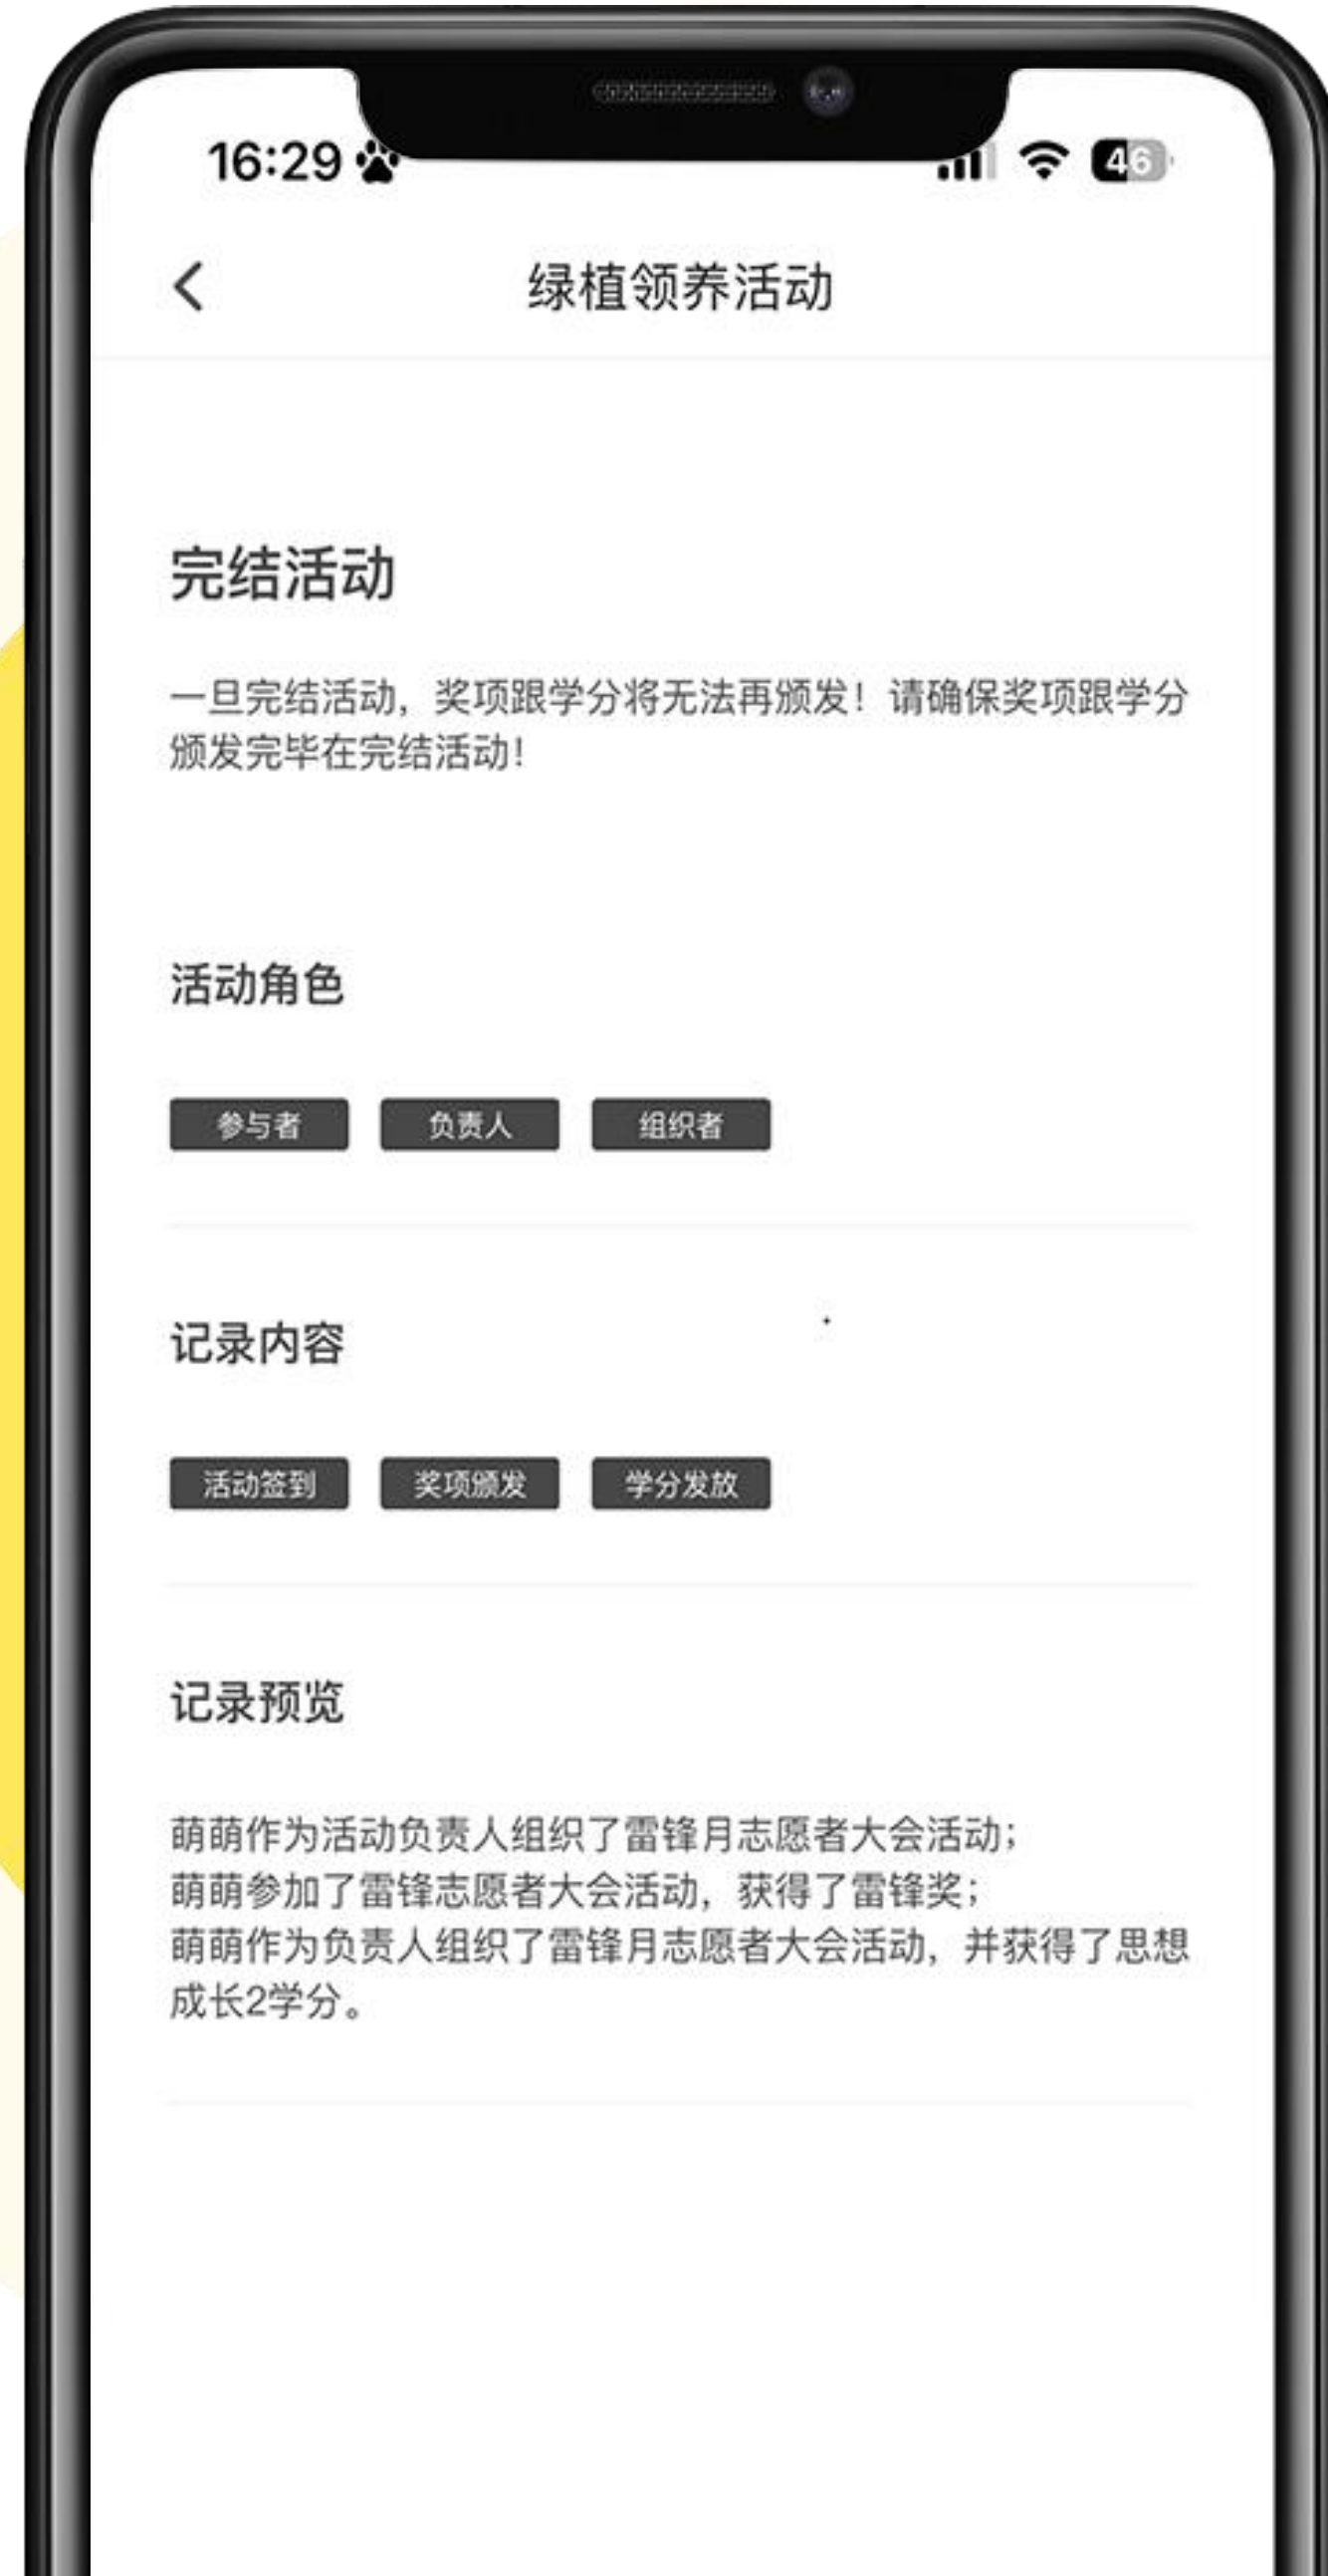 16:29
46
绿植领养活动
完结活动
一旦完结活动，奖项跟学分将无法再颁发！请确保奖项跟学分
颁发完毕在完结活动！
活动角色
参与者 负责人 组织者
记录内容
活动签到 奖项颁发 学分发放
记录预览
萌萌作为活动负责人组织了雷锋月志愿者大会活动；
萌萌参加了雷锋志愿者大会活动，获得了雷锋奖；
萌萌作为负责人组织了雷锋月志愿者大会活动，并获得了思想
成长2学分。